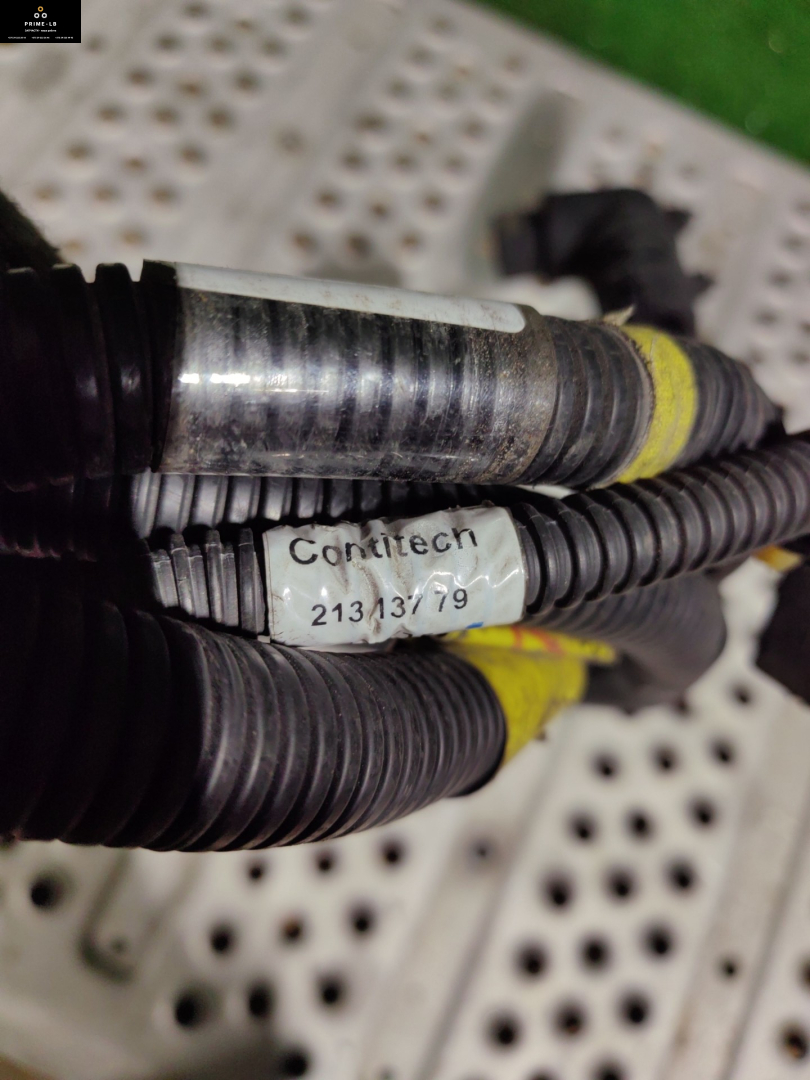 PRIME-LB
Contitech
213 137 79